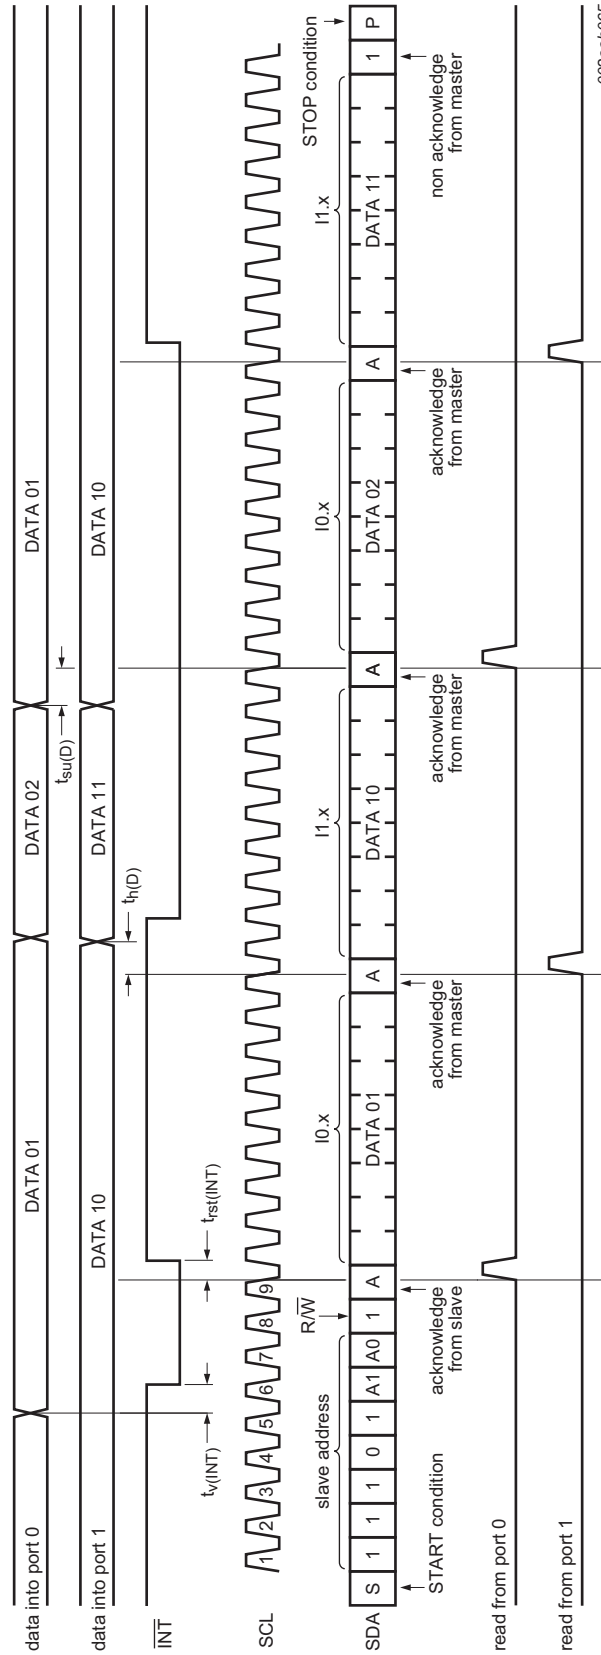 data into port 0
DATA 01
DATA 02
DATA 01
tsu(D)
data into port 1
DATA 10
DATA 11
DATA 10
th(D)
INT
tv(INT)
trst(INT)
SCL
1 2 3 4 5 6 7 8 9
slave address
R/W
I0.x
I1.x
I0.x
I1.x
STOP condition
SDA
S 1 1 1 0 1 A1 A0 1 A DATA 01 A DATA 10 A DATA 02 A DATA 11 1 P
START condition
acknowledge
from slave
acknowledge
from master
acknowledge
from master
acknowledge
from master
non acknowledge
from master
read from port 0
read from port 1